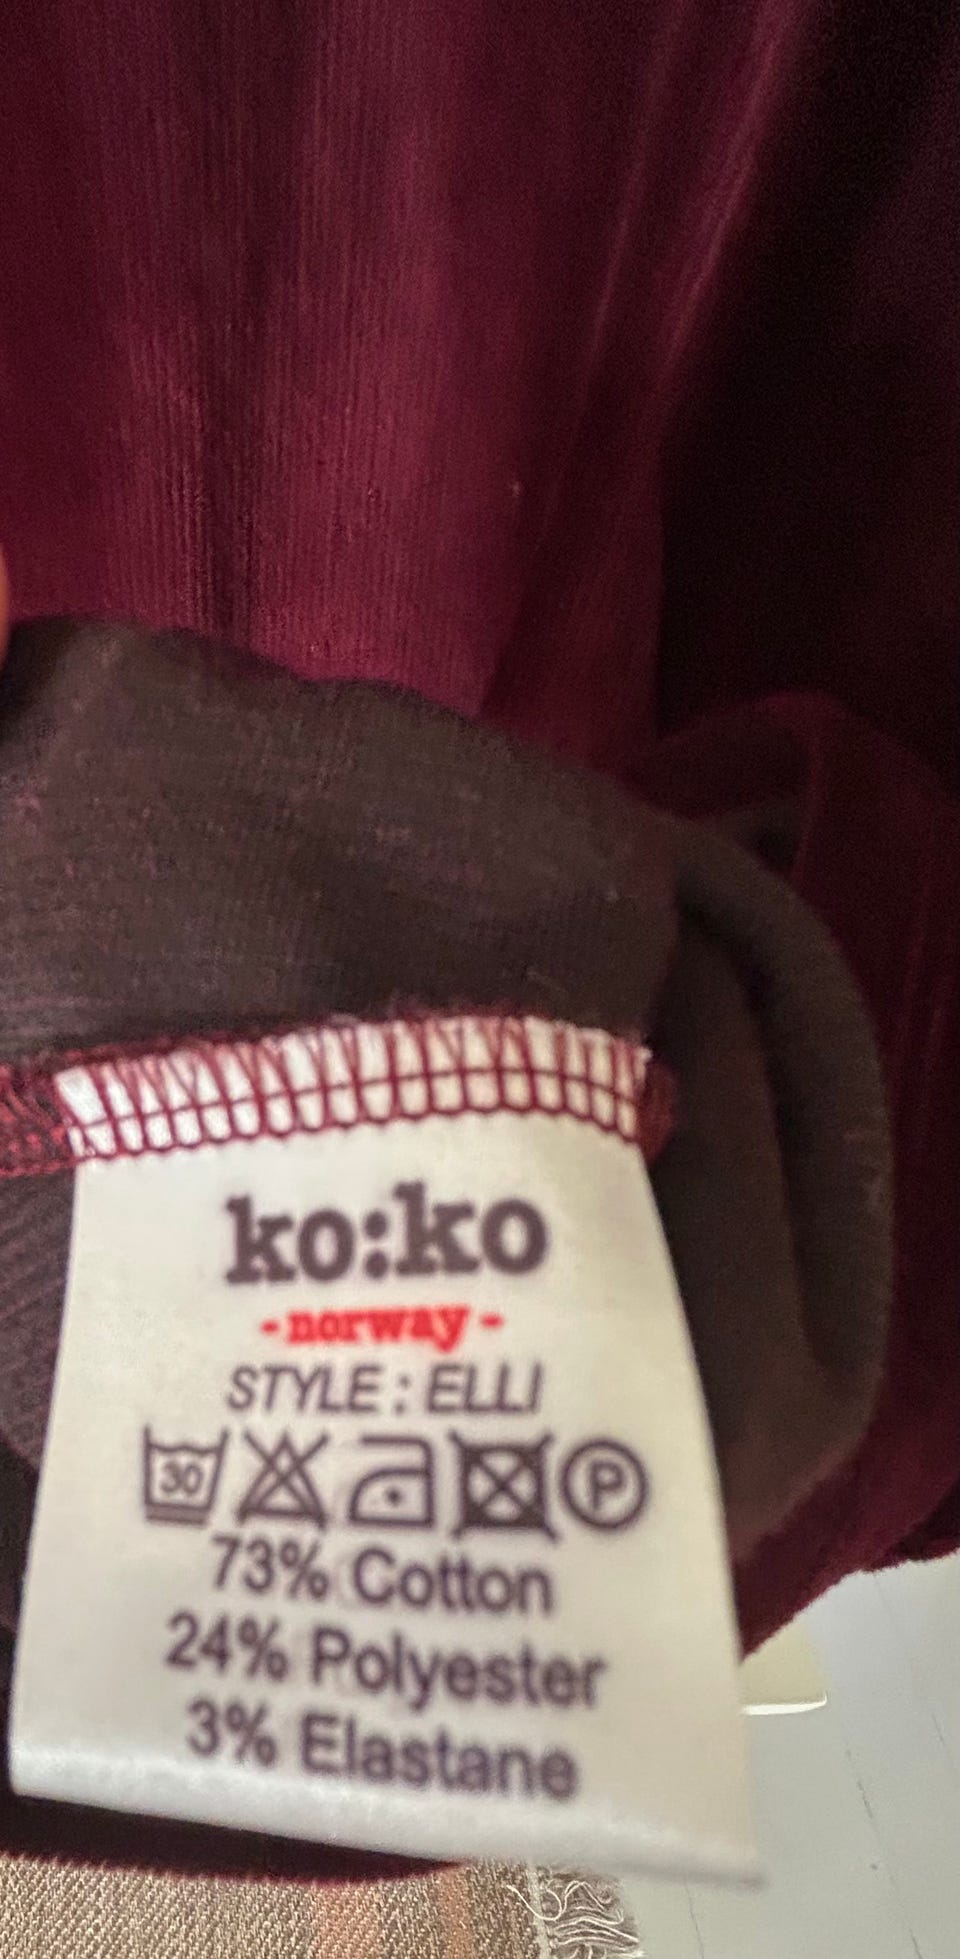 ko:ko
-norway-
STYLE : ELLI
30 P
73% Cotton
24% Polyester
3% Elastane